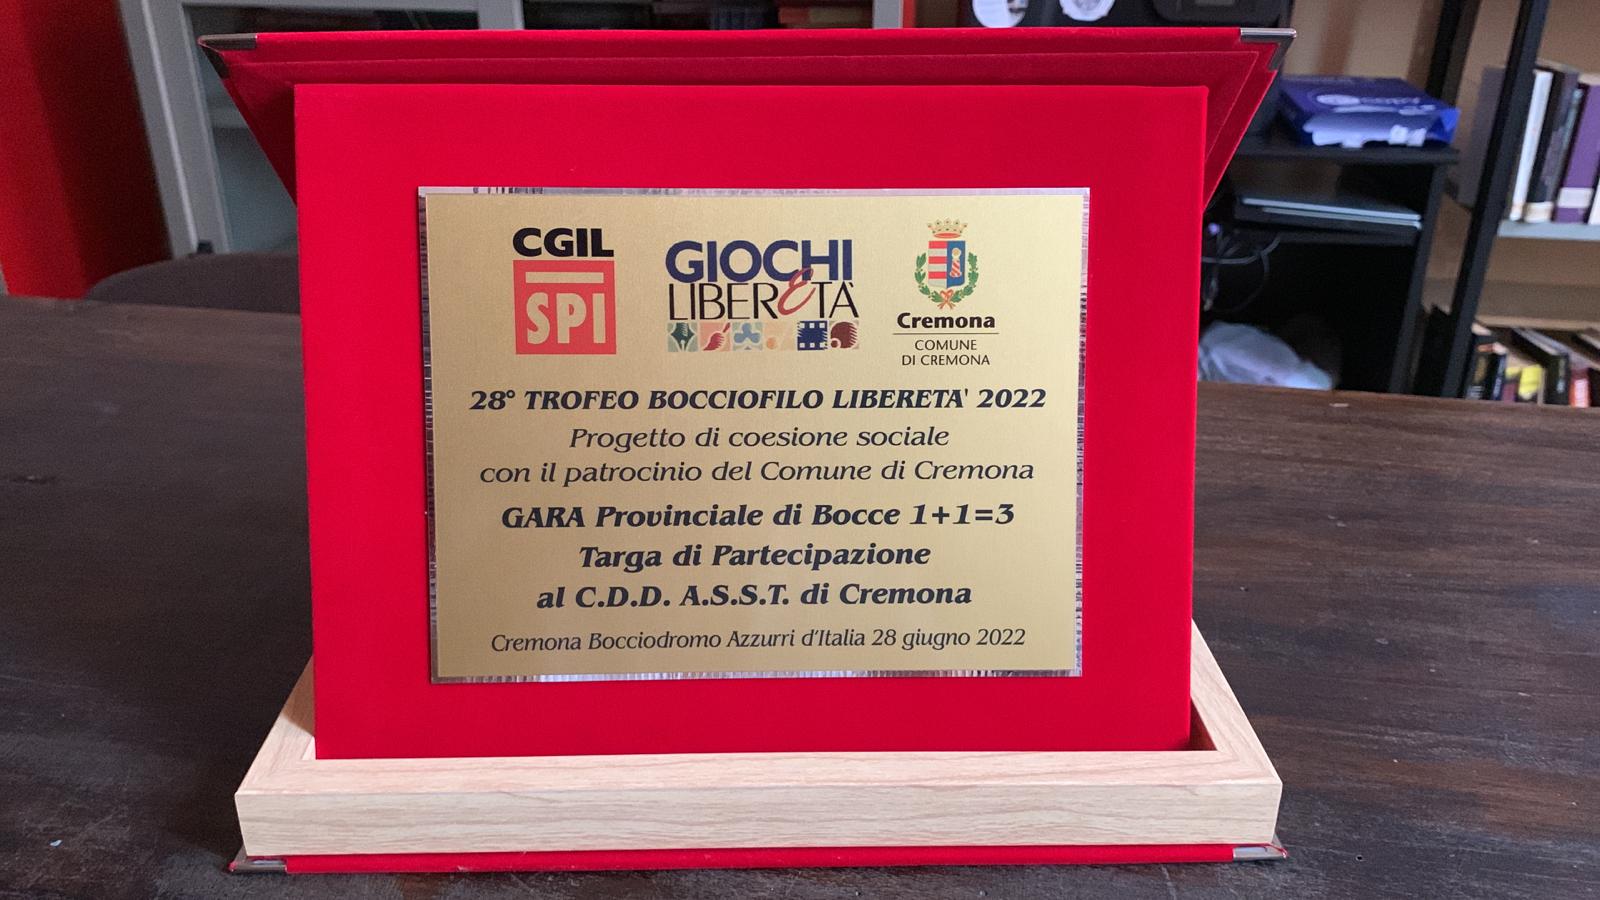 CGIL
SPI
GIOCHI
LIBERETÀ
Cremona
COMUNE
DI CREMONA
28° TROFEO BOCCIOFILO LIBERETA' 2022
Progetto di coesione sociale
con il patrocinio del Comune di Cremona
GARA Provinciale di Bocce 1+1=3
Targa di Partecipazione
al C.D.D. A.S.S.T. di Cremona
Cremona Bocciodromo Azzurri d'Italia 28 giugno 2022